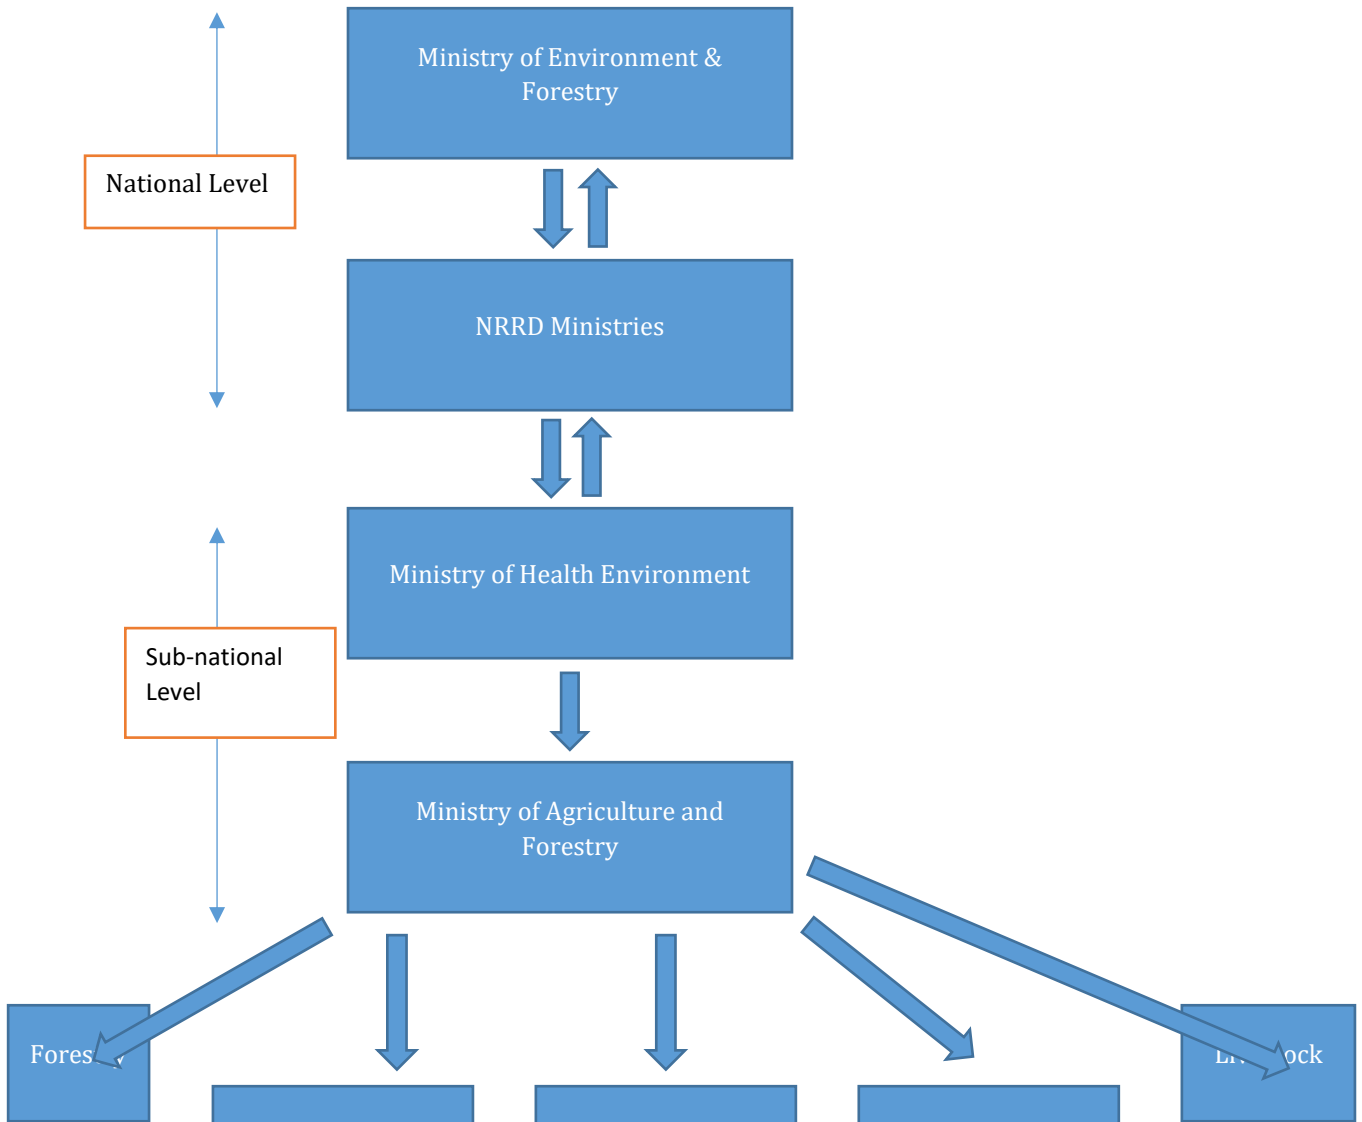 Ministry of Environment &
Forestry
National Level
NRRD Ministries
Ministry of Health Environment
Sub-national
Level
Ministry of Agriculture and
Forestry